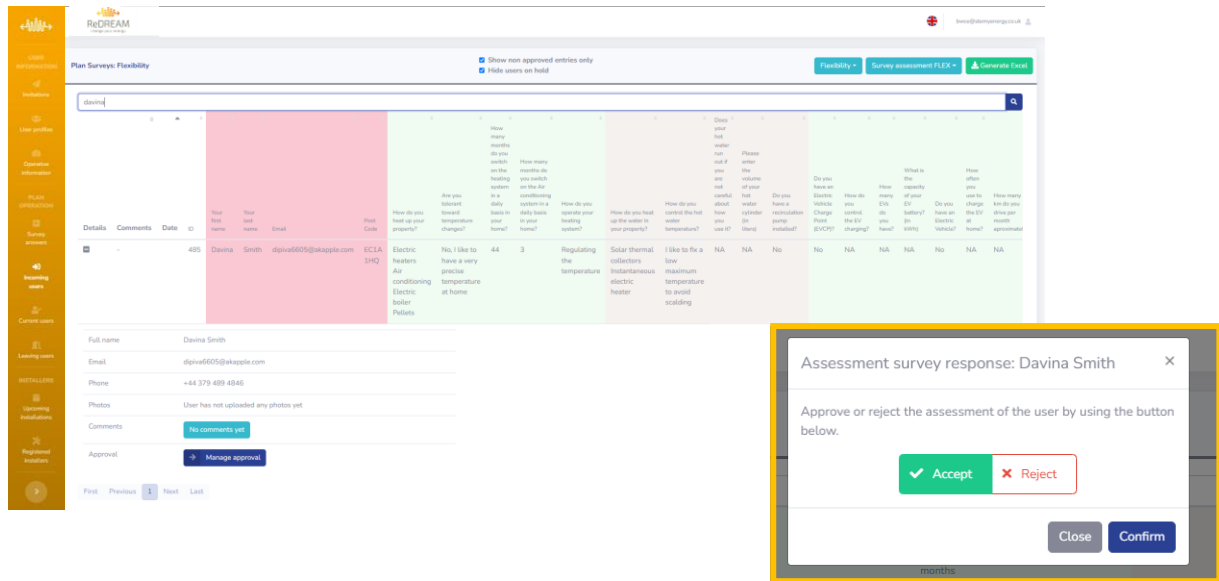 ReDREAM
change your energy
USER
INFORMATION
Invitations
User profiles
Operative
information
PLAN
OPERATION
Survey
answers
Incoming
users
Current users
Leaving users
INSTALLERS
Upcoming
installations
Registered
installers
Plan Surveys: Flexibility
Show non approved entries only
Hide users on hold
Flexibility
Survey assessment FLEX
Generate Excel
davina
Details
Comments
Date
ID
Your
first
name
Your
last
name
Email
Post
Code
How do you
heat up your
property?
Are you
tolerant
toward
temperature
changes?
How
many
months
do you
switch
on the
heating
system
in a
daily
basis in
your
home?
How many
months do
you switch
on the Air
conditioning
system in a
daily basis
in your
home?
How do you
operate your
heating
system?
How do you heat
up the water in
your property?
How do you
control the hot
water
temperature?
Does
your
hot
water
run
out if
you
are
not
careful
about
how
you
use it?
Please
enter
the
volume
of your
hot
water
cylinder
(in
liters)
Do you
have a
recirculation
pump
installed?
Do you
have an
Electric
Vehicle
Charge
Point
(EVCP)?
How do
you
control
the EV
charging?
How
many
EVs
do
you
have?
What is
the
capacity
of your
EV
battery?
(in
kWh)
Do you
have an
Electric
Vehicle?
How
often
you
use to
charge
the EV
at
home?
How many
km do you
drive per
month
aproximatel
-
485
Davina
Smith
dipiva6605@akapple.com
EC1A
1HQ
Electric
heaters
Air
conditioning
Electric
boiler
Pellets
No, I like to
have a very
precise
temperature
at home
44
3
Regulating
the
temperature
Solar thermal
collectors
Instantaneous
electric
heater
I like to fix a
low
maximum
temperature
to avoid
scalding
NA
NA
No
No
NA
NA
NA
No
NA
NA
Full name
Davina Smith
Email
dipiva6605@akapple.com
Phone
+44 379 489 4846
Photos
User has not uploaded any photos yet
Comments
No comments yet
Approval
Manage approval
First Previous 1 Next Last
Assessment survey response: Davina Smith ×
Approve or reject the assessment of the user by using the button
below.
Accept
Reject
Close
Confirm
months